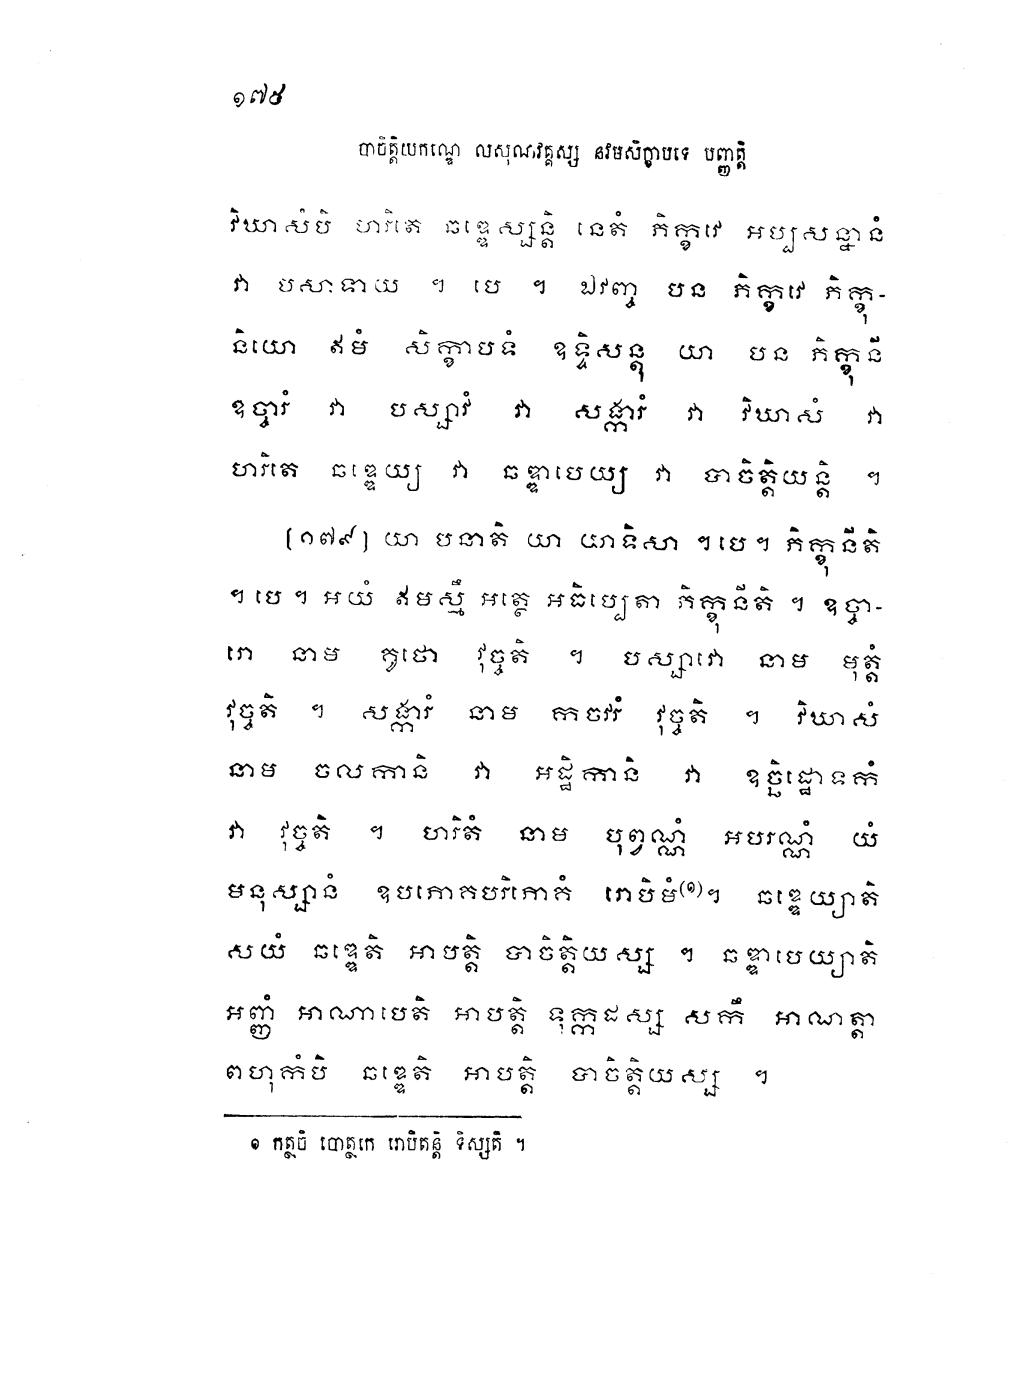 ១៧៥
បាចិត្តិយកណ្ឌេ លសុណវគ្គស្ស នវមសិក្ខាបទេ បញ្ញត្តិ
វិឃាសំបិ ហរិតេ ឆឌ្ឌេស្សន្តិ នេតំ ភិក្ខវេ អប្បសន្នានំ
វា បសាទាយ ។ បេ ។ ឯវញ្ច បន ភិក្ខវេ ភិក្ខុ-
និយោ ឥមំ សិក្ខាបទំ ឧទ្ទិសន្តុ យា បន ភិក្ខុនី
ឧច្ចារំ វា បស្សាវំ វា សង្ការំ វា វិឃាសំ វា
ហរិតេ ឆឌ្ឌេយ្យ វា ឆឌ្ឌាបេយ្យ វា បាចិត្តិយន្តិ ។
(១៧៩) យា បនាតិ យា យាទិសា ។ បេ ។ ភិក្ខុនីតិ
។ បេ ។ អយំ ឥមស្មឹ អត្ថេ អធិប្បេតា ភិក្ខុនីតិ ។ ឧច្ចា-
រោ នាម គូថោ វុច្ចតិ ។ បស្សាវោ នាម មុត្តំ
វុច្ចតិ ។ សង្ការំ នាម កចវរំ វុច្ចតិ ។ វិឃាសំ
នាម ចលកានិ វា អដ្ឋិកានិ វា ឧច្ឆិដ្ឋោទកំ
វា វុច្ចតិ ។ ហរិតំ នាម បុព្វណ្ណំ អបរណ្ណំ យំ
មនុស្សានំ ឧបភោគបរិភោគំ រោបិមំ(១)។ ឆឌ្ឌេយ្យាតិ
សយំ ឆឌ្ឌេតិ អាបត្តិ បាចិត្តិយស្ស ។ ឆឌ្ឌាបេយ្យាតិ
អញ្ញំ អាណាបេតិ អាបត្តិ ទុក្កដស្ស សកឹ អាណត្តា
ពហុកំបិ ឆឌ្ឌេតិ អាបត្តិ បាចិត្តិយស្ស ។
១ កត្ថចិ បោត្ថកេ រោបិតន្តិ ទិស្សតិ ។